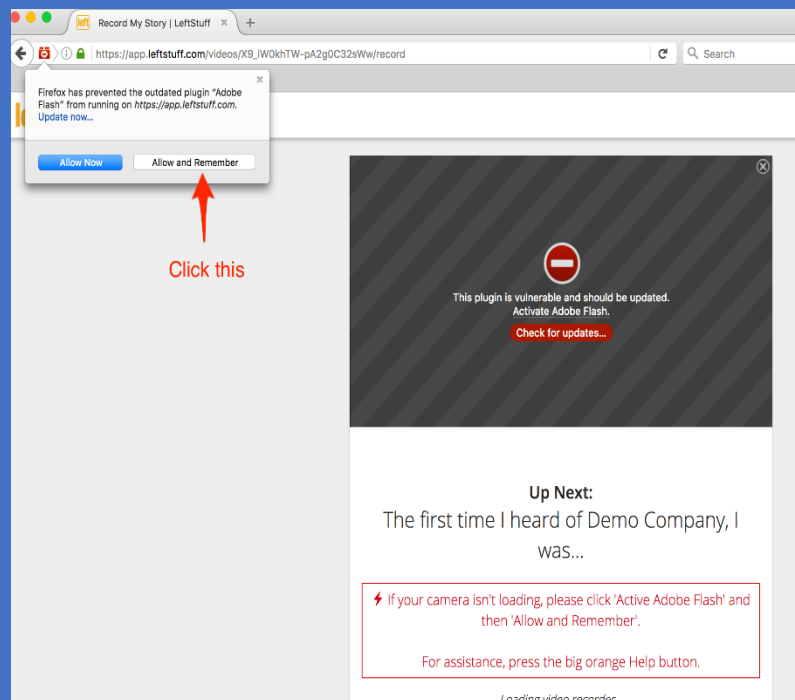 left Record My Story | LeftStuff × +
https://app.leftstuff.com/videos/X9_iW0khTW-pA2g0C32sWw/record
Search
Firefox has prevented the outdated plugin “Adobe
Flash” from running on https://app.leftstuff.com.
Update now...
Allow Now
Allow and Remember
Click this
This plugin is vulnerable and should be updated.
Activate Adobe Flash.
Check for updates...
Up Next:
The first time I heard of Demo Company, I
was...
If your camera isn't loading, please click 'Active Adobe Flash' and
then 'Allow and Remember'.
For assistance, press the big orange Help button.
Loading video recorder